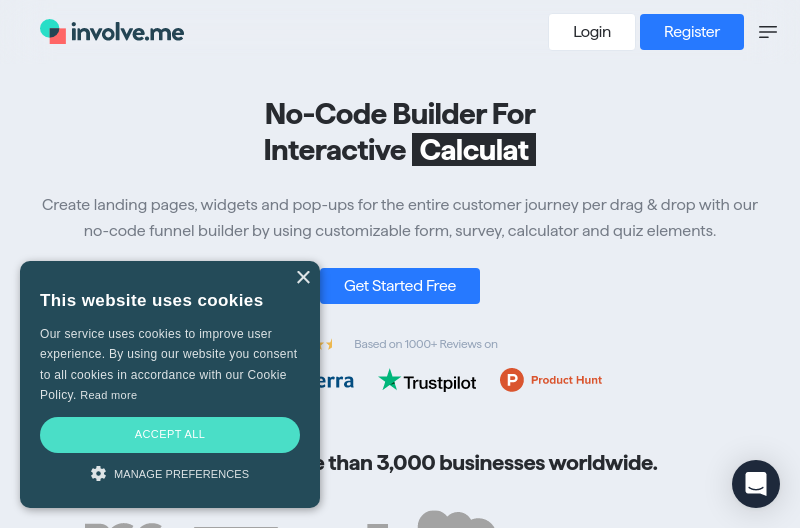 involve.me
Login
Register
No-Code Builder For
Interactive Calculat
Create landing pages, widgets and pop-ups for the entire customer journey per drag & drop with our
no-code funnel builder by using customizable form, survey, calculator and quiz elements.
Get Started Free
Based on 1000+ Reviews on
Trustpilot
P Product Hunt
than 3,000 businesses worldwide.
×
This website uses cookies
Our service uses cookies to improve user
experience. By using our website you consent
to all cookies in accordance with our Cookie
Policy. Read more
ACCEPT ALL
MANAGE PREFERENCES